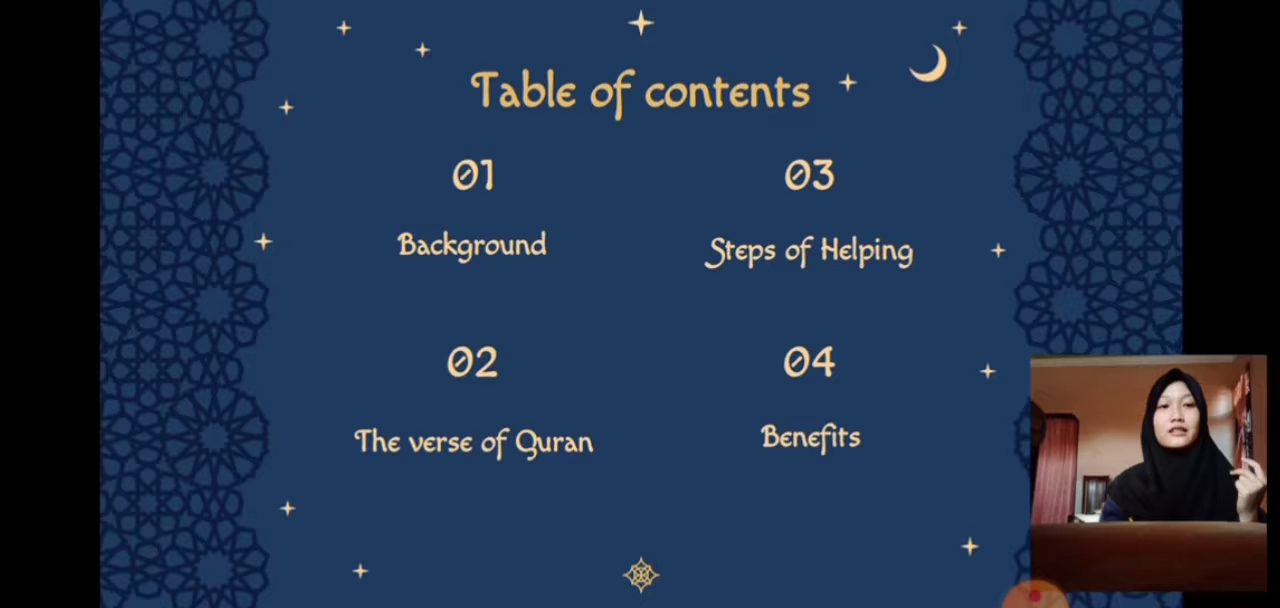 Table of contents
01
Background
02
The verse of Quran
03
Steps of Helping
04
Benefits